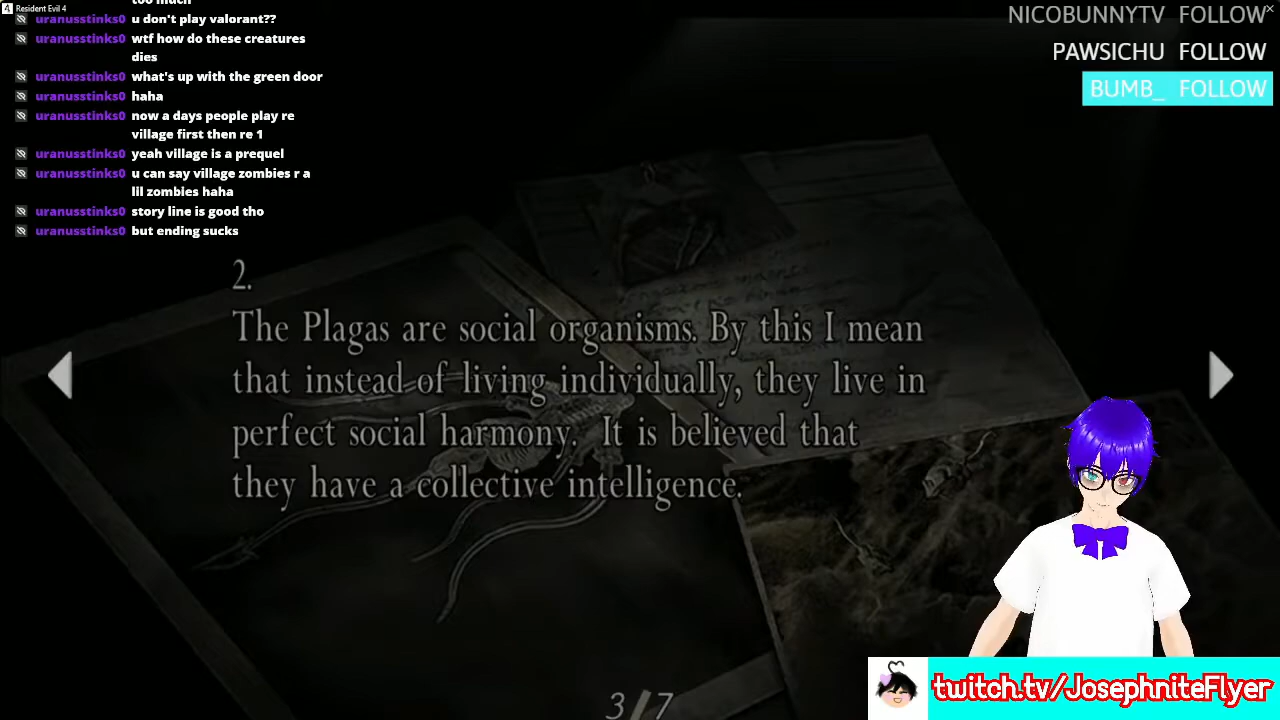 Resident Evil 4
uranusstinks0 u don't play valorant??
uranusstinks0 wtf how do these creatures
dies
uranusstinks0 what's up with the green door
uranusstinks0 haha
uranusstinks0 now a days people play re
village first then re 1
uranusstinks0 yeah village is a prequel
uranusstinks0 u can say village zombies r a
lil zombies haha
uranusstinks0 story line is good tho
uranusstinks0 but ending sucks
NICOBUNNYTV FOLLOW
PAWSICHU FOLLOW
BUMB_ FOLLOW
2.
The Plagas are social organisms. By this I mean
that instead of living individually, they live in
perfect social harmony. It is believed that
they have a collective intelligence.
3/7
twitch.tv/JosephniteFlyer